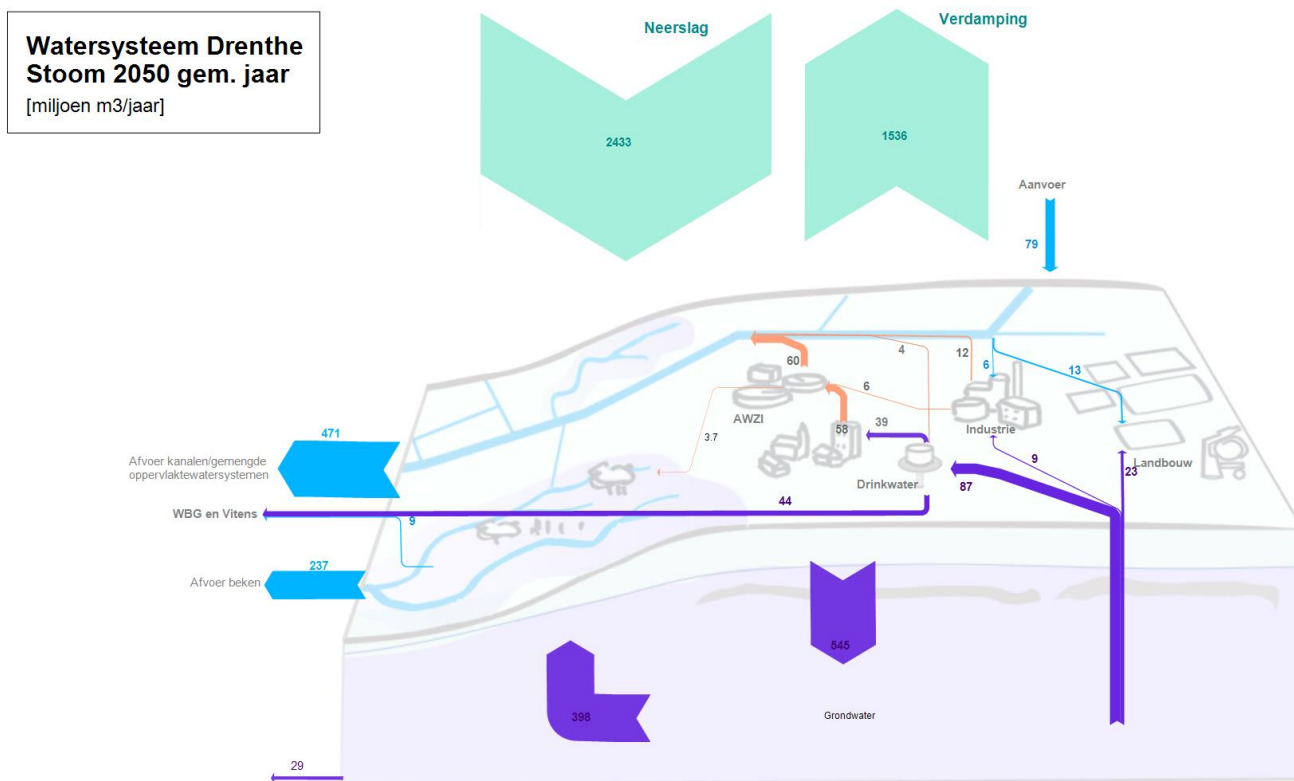 Watersysteem Drenthe
Stoom 2050 gem. jaar
[miljoen m3/jaar]
Neerslag
Verdamping
2433
1536
Aanvoer
79
60
4
12
6
6
13
AWZI
58
39
Industrie
3.7
9
Landbouw
23
Drinkwater
87
471
Afvoer kanalen/gemengde
oppervlaktewatersystemen
44
WBG en Vitens
9
237
Afvoer beken
545
398
Grondwater
29